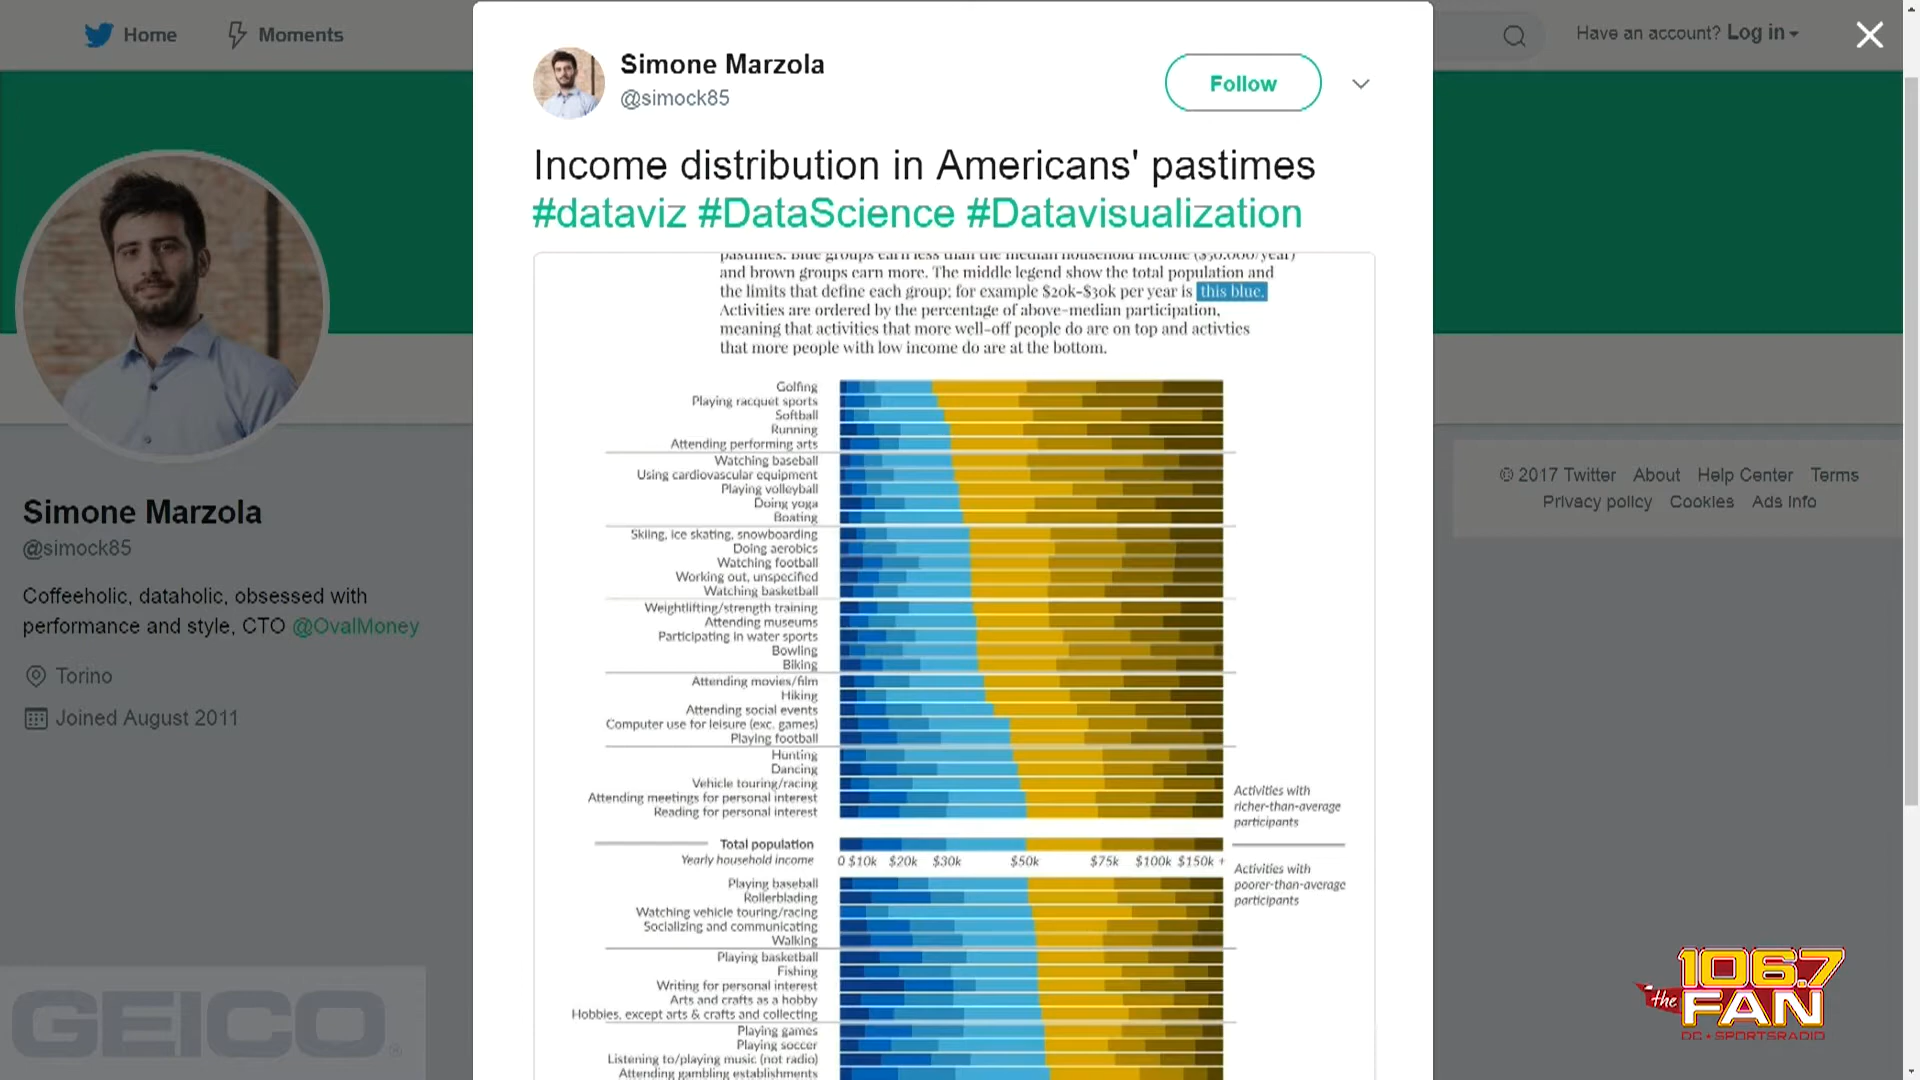 Home
Moments
Have an account? Log in
Simone Marzola
@simock85
Follow
Income distribution in Americans' pastimes
#dataviz #DataScience #Datavisualization
pastimes. Blue groups earn less than the median household income ($50.000/year)
and brown groups earn more. The middle legend show the total population and
the limits that define each group; for example $20k-$30k per year is this blue.
Activities are ordered by the percentage of above-median participation,
meaning that activities that more well-off people do are on top and activties
that more people with low income do are at the bottom.
Golfing
Playing racquet sports
Softball
Running
Attending performing arts
Watching baseball
Using cardiovascular equipment
Playing volleyball
Doing yoga
Boating
Skiing, ice skating, snowboarding
Doing aerobics
Watching football
Working out, unspecified
Watching basketball
Weightlifting/strength training
Attending museums
Participating in water sports
Bowling
Biking
Attending movies/film
Hiking
Attending social events
Computer use for leisure (exc. games)
Playing football
Hunting
Dancing
Vehicle touring/racing
Attending meetings for personal interest
Reading for personal interest
Activities with
richer-than-average
participants
Total population
Yearly household income
0 $10k $20k $30k $50k $75k $100k $150k +
Activities with
poorer-than-average
participants
Playing baseball
Rollerblading
Watching vehicle touring/racing
Socializing and communicating
Walking
Playing basketball
Fishing
Writing for personal interest
Arts and crafts as a hobby
Hobbies, except arts & crafts and collecting
Playing games
Playing soccer
Listening to/playing music (not radio)
Attending gambling establishments
Simone Marzola
@simock85
Coffeeholic, dataholic, obsessed with
performance and style, CTO @OvalMoney
Torino
Joined August 2011
© 2017 Twitter About Help Center Terms
Privacy policy Cookies Ads info
GEICO
106.7
the FAN
DC ★ SPORTSRADIO